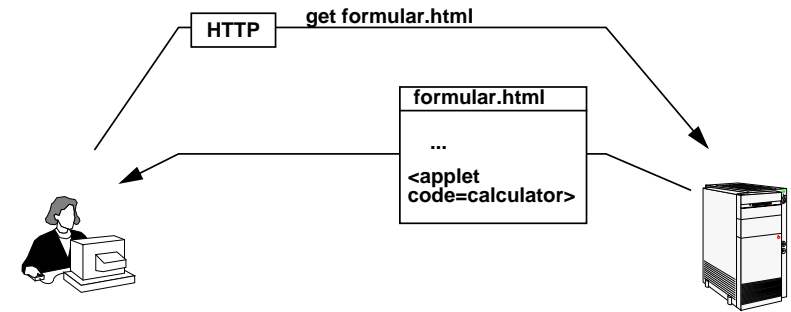 HTTP
get formular.html
formular.html
...
<applet
code=calculator>